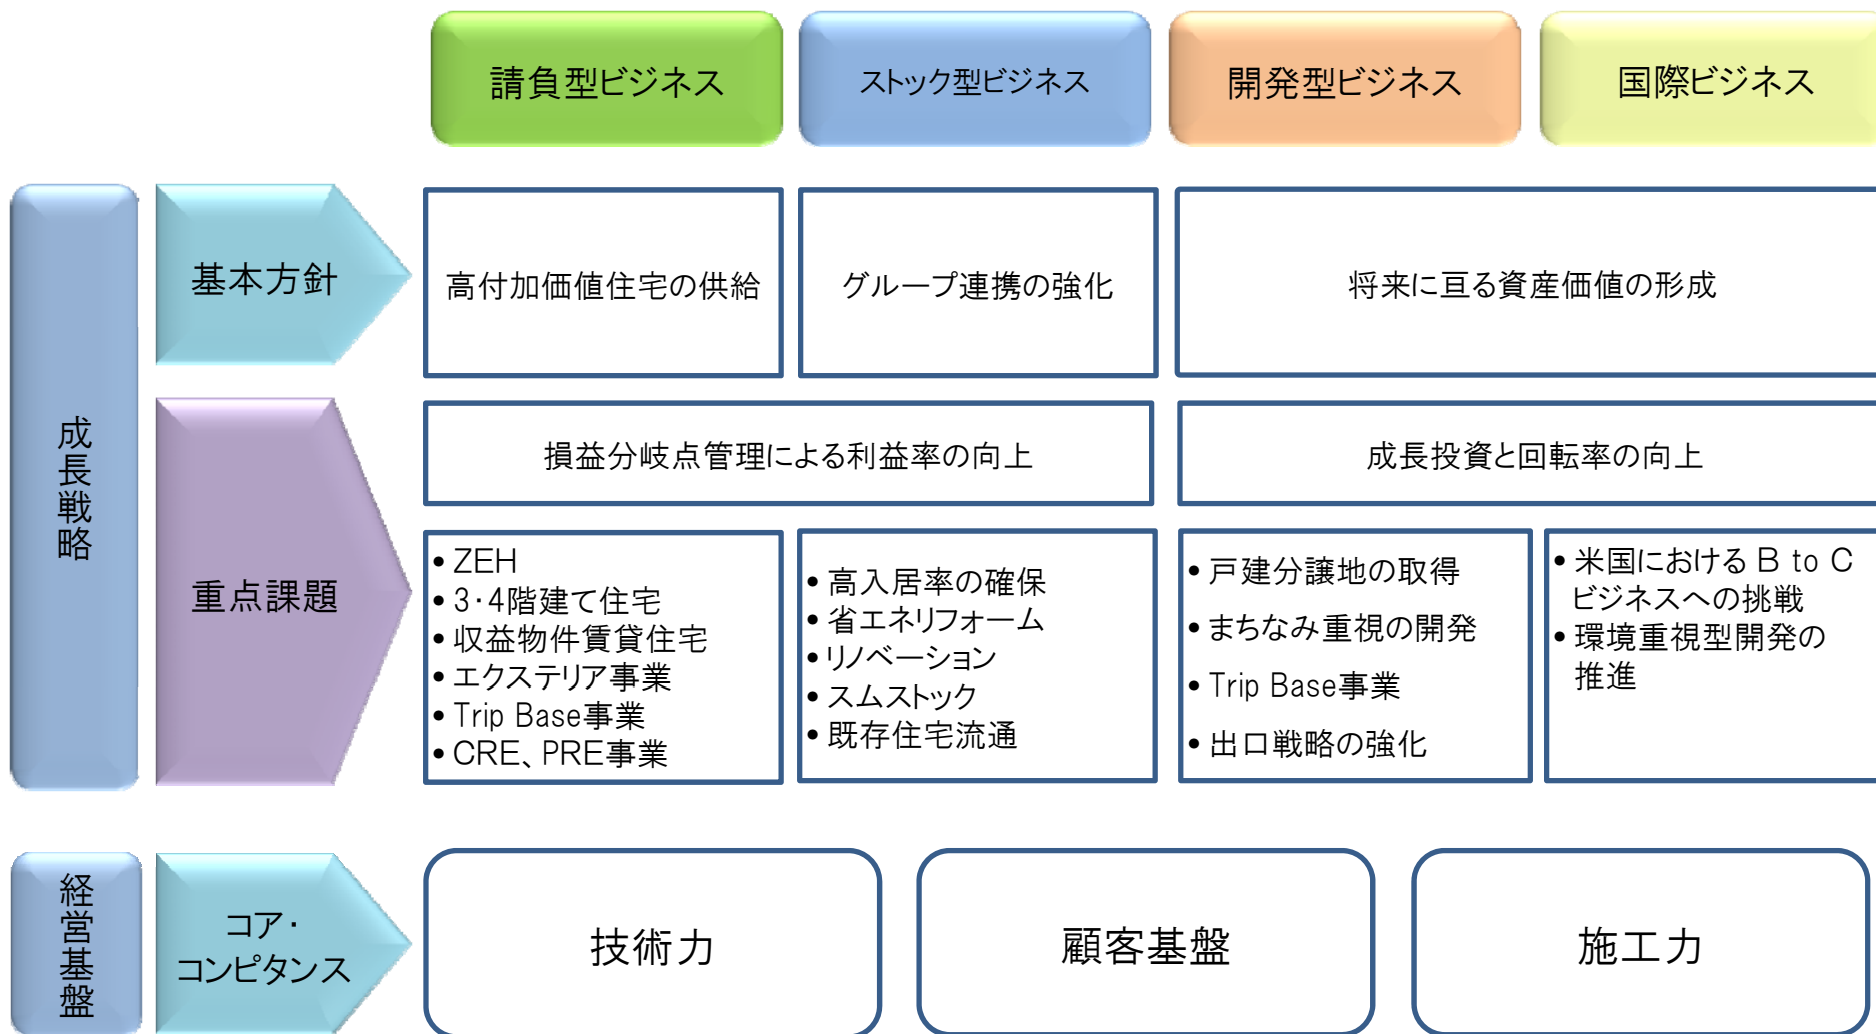 請負型ビジネス
ストック型ビジネス
開発型ビジネス
国際ビジネス
成長戦略
基本方針
高付加価値住宅の供給
グループ連携の強化
将来に亘る資産価値の形成
重点課題
損益分岐点管理による利益率の向上
成長投資と回転率の向上
• ZEH
• 3・4階建て住宅
• 収益物件賃貸住宅
• エクステリア事業
• Trip Base事業
• CRE、PRE事業
• 高入居率の確保
• 省エネリフォーム
• リノベーション
• スムストック
• 既存住宅流通
• 戸建分譲地の取得
• まちなみ重視の開発
• Trip Base事業
• 出口戦略の強化
• 米国における B to C
ビジネスへの挑戦
• 環境重視型開発の
推進
経営基盤
コア・
コンピタンス
技術力
顧客基盤
施工力